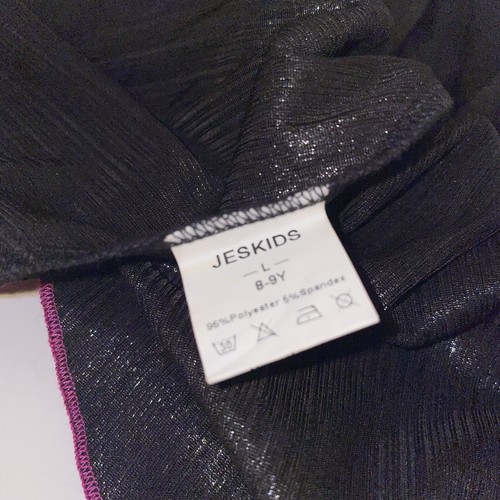 JESKIDS
— L —
8-9Y
95%Polyester 5%Spandex